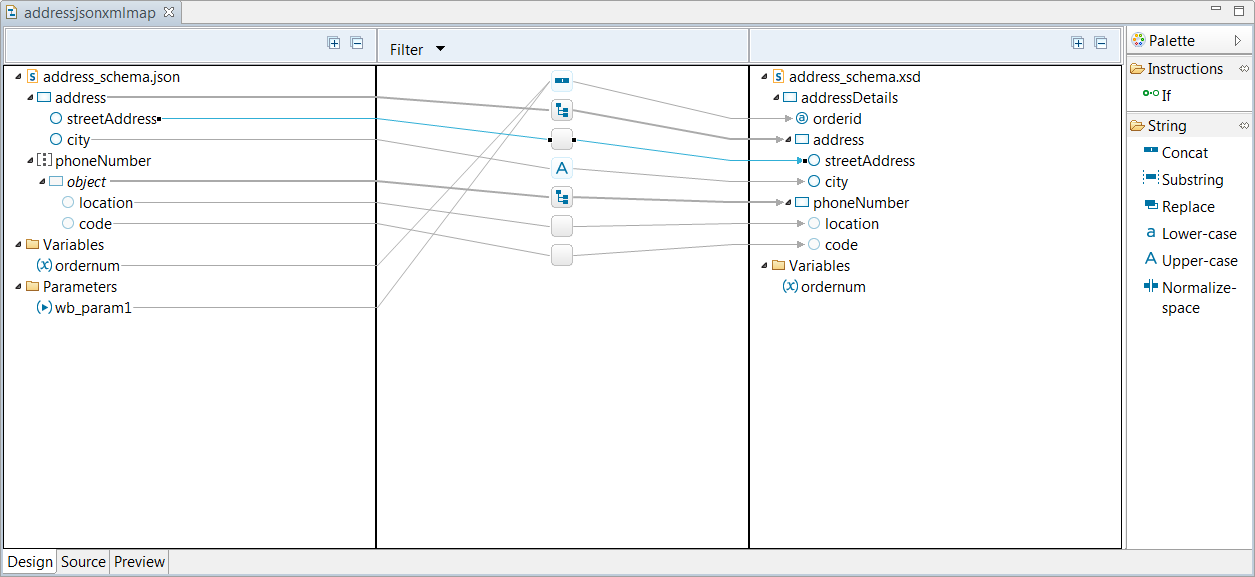 addressjsonxmlmap
Filter
Palette
address_schema.json
address
streetAddress
city
phoneNumber
object
location
code
Variables
(x) ordernum
Parameters
wb_param1
A
address_schema.xsd
addressDetails
@ orderid
address
streetAddress
city
phoneNumber
location
code
Variables
(x) ordernum
Instructions
If
String
Concat
Substring
Replace
a Lower-case
A Upper-case
Normalize-
space
Design
Source
Preview